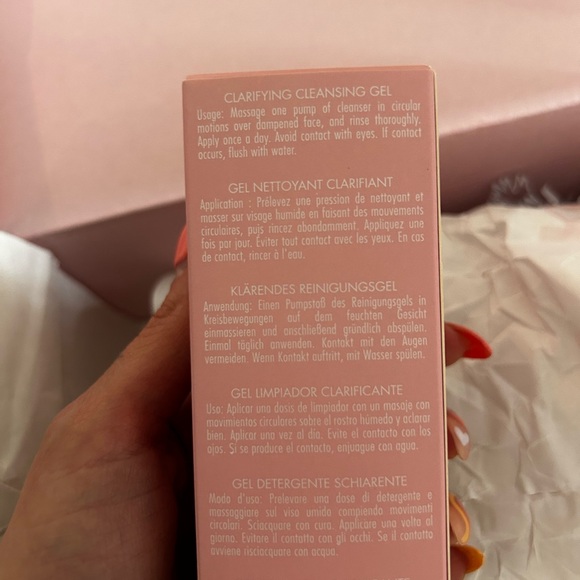 CLARIFYING CLEANSING GEL
Usage: Massage one pump of cleanser in circular
motions over dampened face, and rinse thoroughly.
Apply once a day. Avoid contact with eyes. If contact
occurs, flush with water.
GEL NETTOYANT CLARIFIANT
Application : Prélevez une pression de nettoyant et
masser sur visage humide en faisant des mouvements
circulaires, puis rincez abondamment. Appliquez une
fois par jour. Éviter tout contact avec les yeux. En cas
de contact, rincer à l'eau.
KLÄRENDES REINIGUNGSGEL
Anwendung: Einen Pumpstoß des Reinigungsgels in
Kreisbewegungen auf dem feuchten Gesicht
einmassieren und anschließend gründlich abspülen.
Einmal täglich anwenden. Kontakt mit den Augen
vermeiden. Wenn Kontakt auftritt, mit Wasser spülen.
GEL LIMPIADOR CLARIFICANTE
Uso: Aplicar una dosis de limpiador con un masaje con
movimientos circulares sobre el rostro húmedo y aclarar
bien. Aplicar una vez al día. Evite el contacto con los
ojos. Si se produce el contacto, enjuague con agua.
GEL DETERGENTE SCHIARENTE
Modo d'uso: Prelevare una dose di detergente e
massaggiare sul viso umido compiendo movimenti
circolari. Sciacquare con cura. Applicare una volta al
giorno. Evitare il contatto con gli occhi. Se il contatto
avviene risciacquare con acqua.